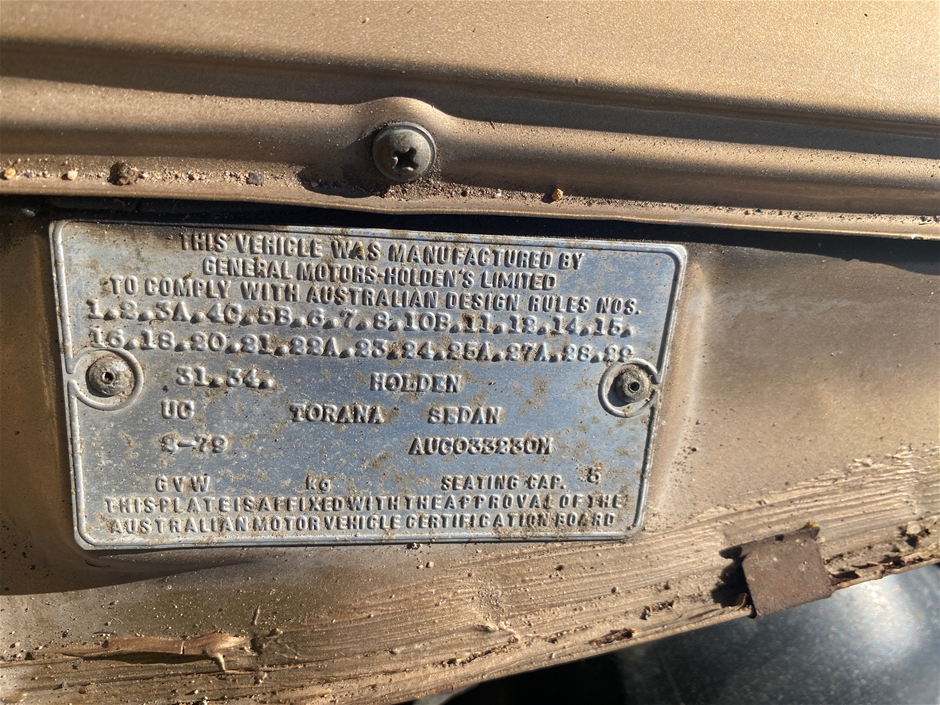 THIS VEHICLE WAS MANUFACTURED BY
GENERAL MOTORS-HOLDEN'S LIMITED
TO COMPLY WITH AUSTRALIAN DESIGN RULES NOS.
1.2.3A.4C.5B.6.7.8.10B.11.12.14.15.
16.18.20.21.22A.23.24.25A.27A.28.29
31.34. HOLDEN
UC TORANA SEDAN
9-79 AUC033230M
GVW kg SEATING CAP. 5
THIS PLATE IS AFFIXED WITH THE APPROVAL OF THE
AUSTRALIAN MOTOR VEHICLE CERTIFICATION BOARD